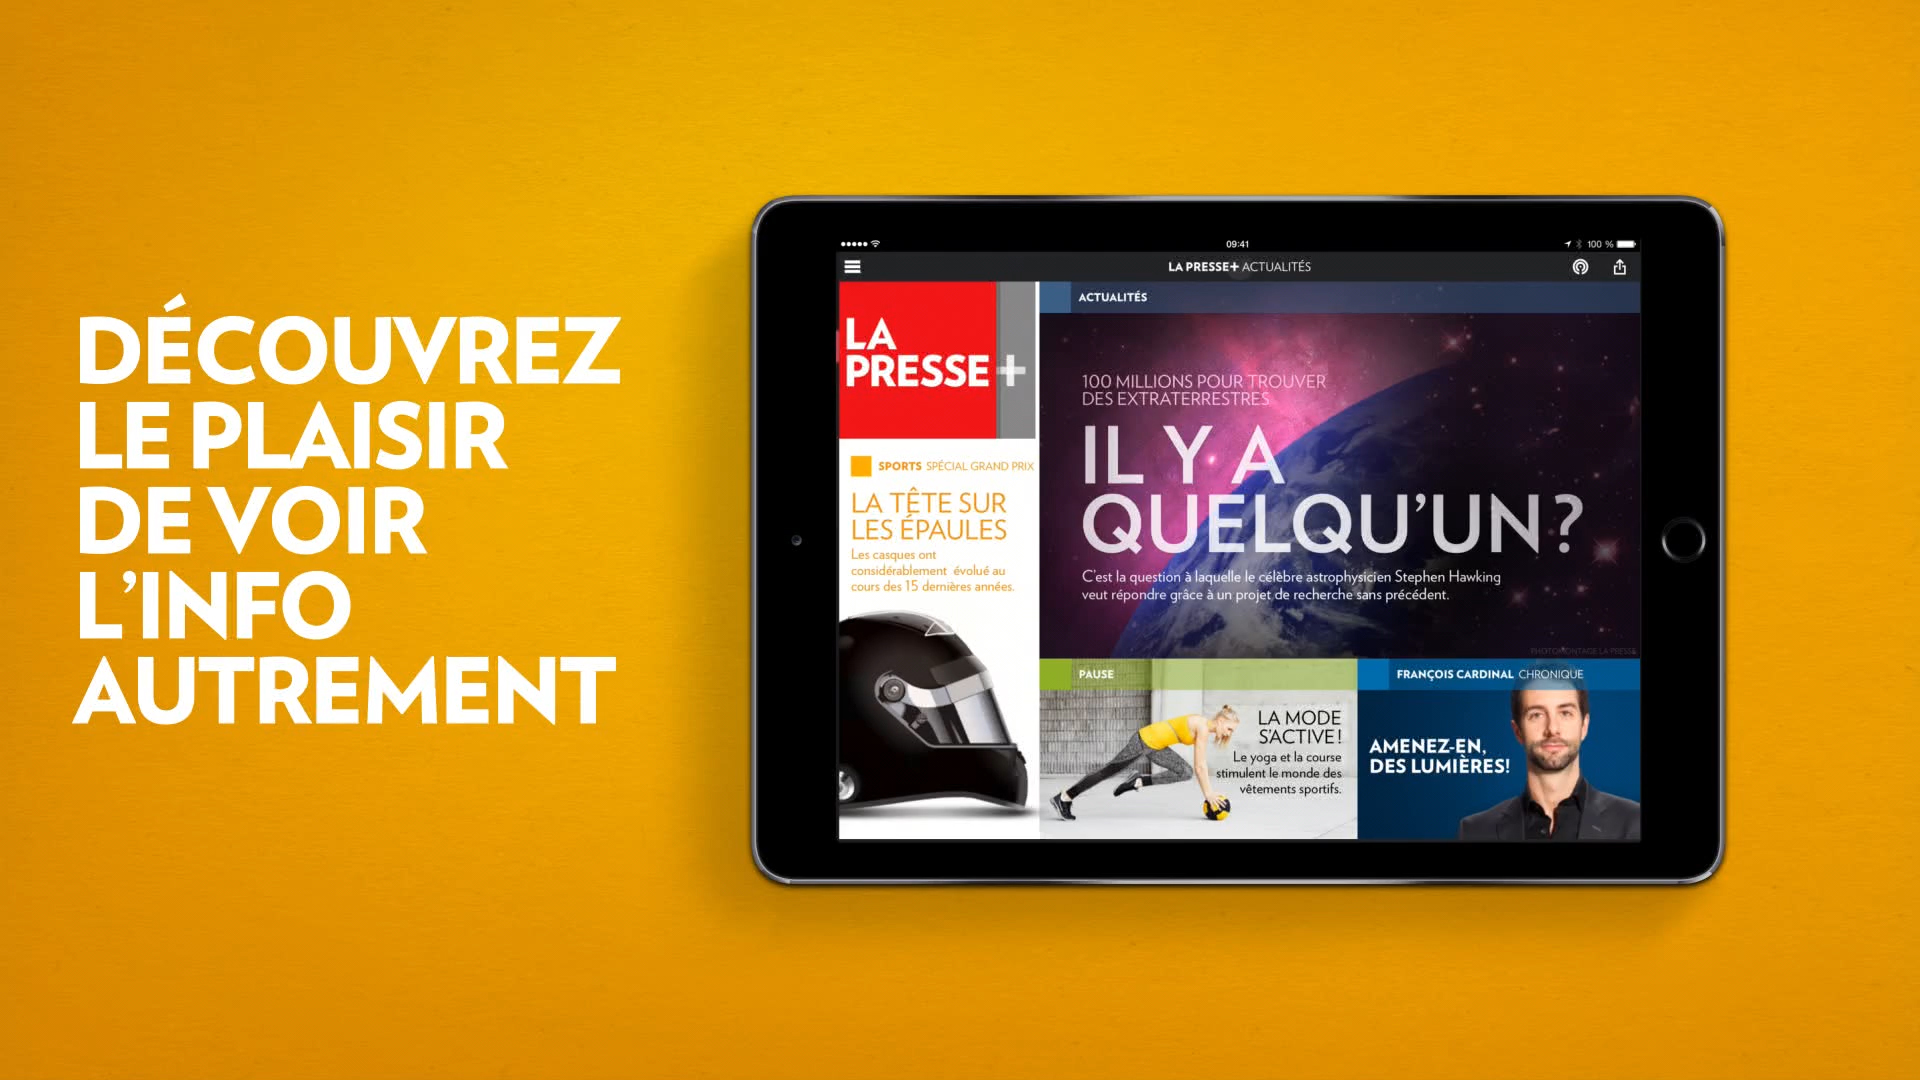 DÉCOUVREZ
LE PLAISIR
DE VOIR
L'INFO
AUTREMENT
09:41
100 %
LA PRESSE+ ACTUALITÉS
LA
PRESSE+
SPORTS SPÉCIAL GRAND PRIX
LA TÊTE SUR
LES ÉPAULES
Les casques ont
considérablement évolué au
cours des 15 dernières années.
ACTUALITÉS
100 MILLIONS POUR TROUVER
DES EXTRATERRESTRES
IL Y A
QUELQU'UN?
C'est la question à laquelle le célèbre astrophysicien Stephen Hawking
veut répondre grâce à un projet de recherche sans précédent.
PHOTOMONTAGE LA PRESSE
PAUSE
LA MODE
S'ACTIVE!
Le yoga et la course
stimulent le monde des
vêtements sportifs.
FRANÇOIS CARDINAL CHRONIQUE
AMENEZ-EN,
DES LUMIÈRES!